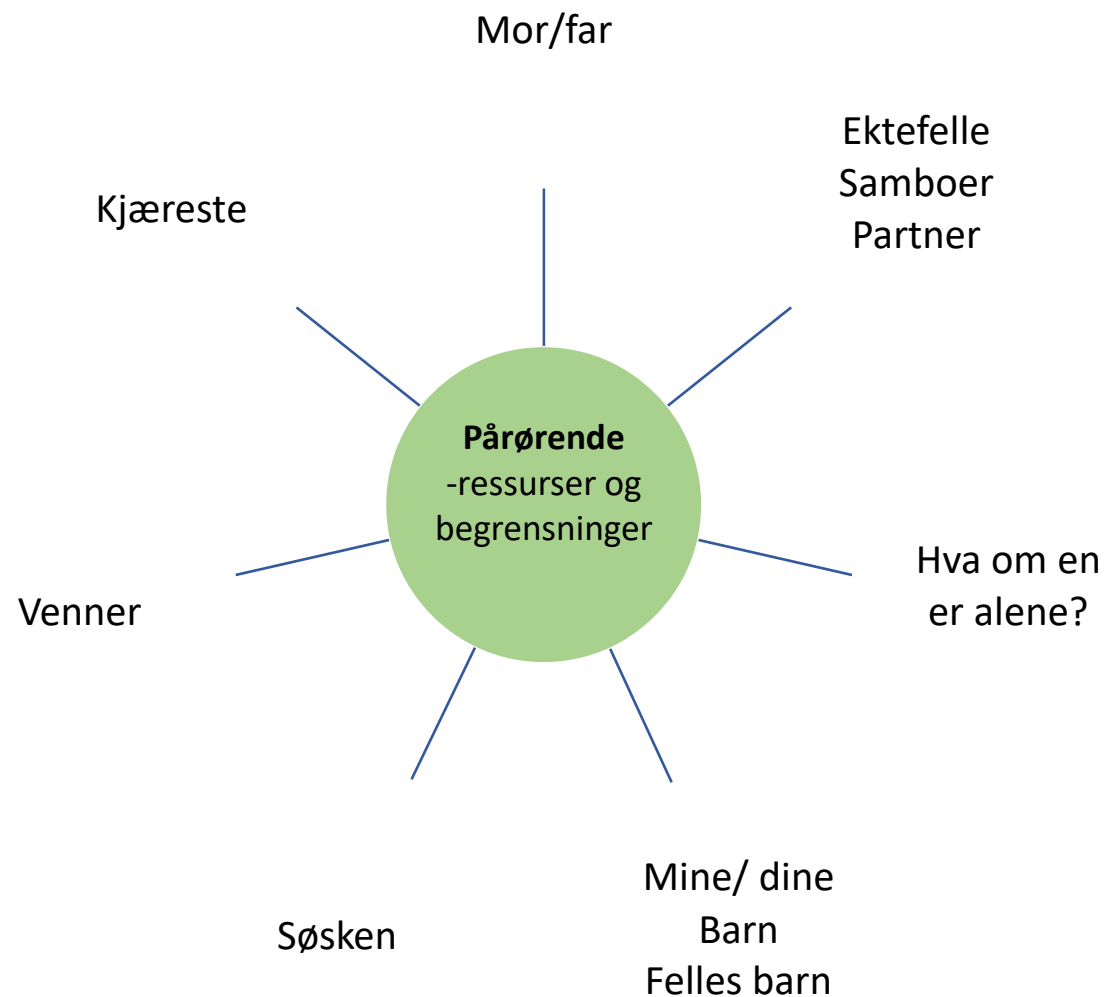 Mor/far
Ektefelle
Samboer
Partner
Kjæreste
Pårørende
-ressurser og
begrensninger
Hva om en
er alene?
Venner
Mine/ dine
Barn
Felles barn
Søsken